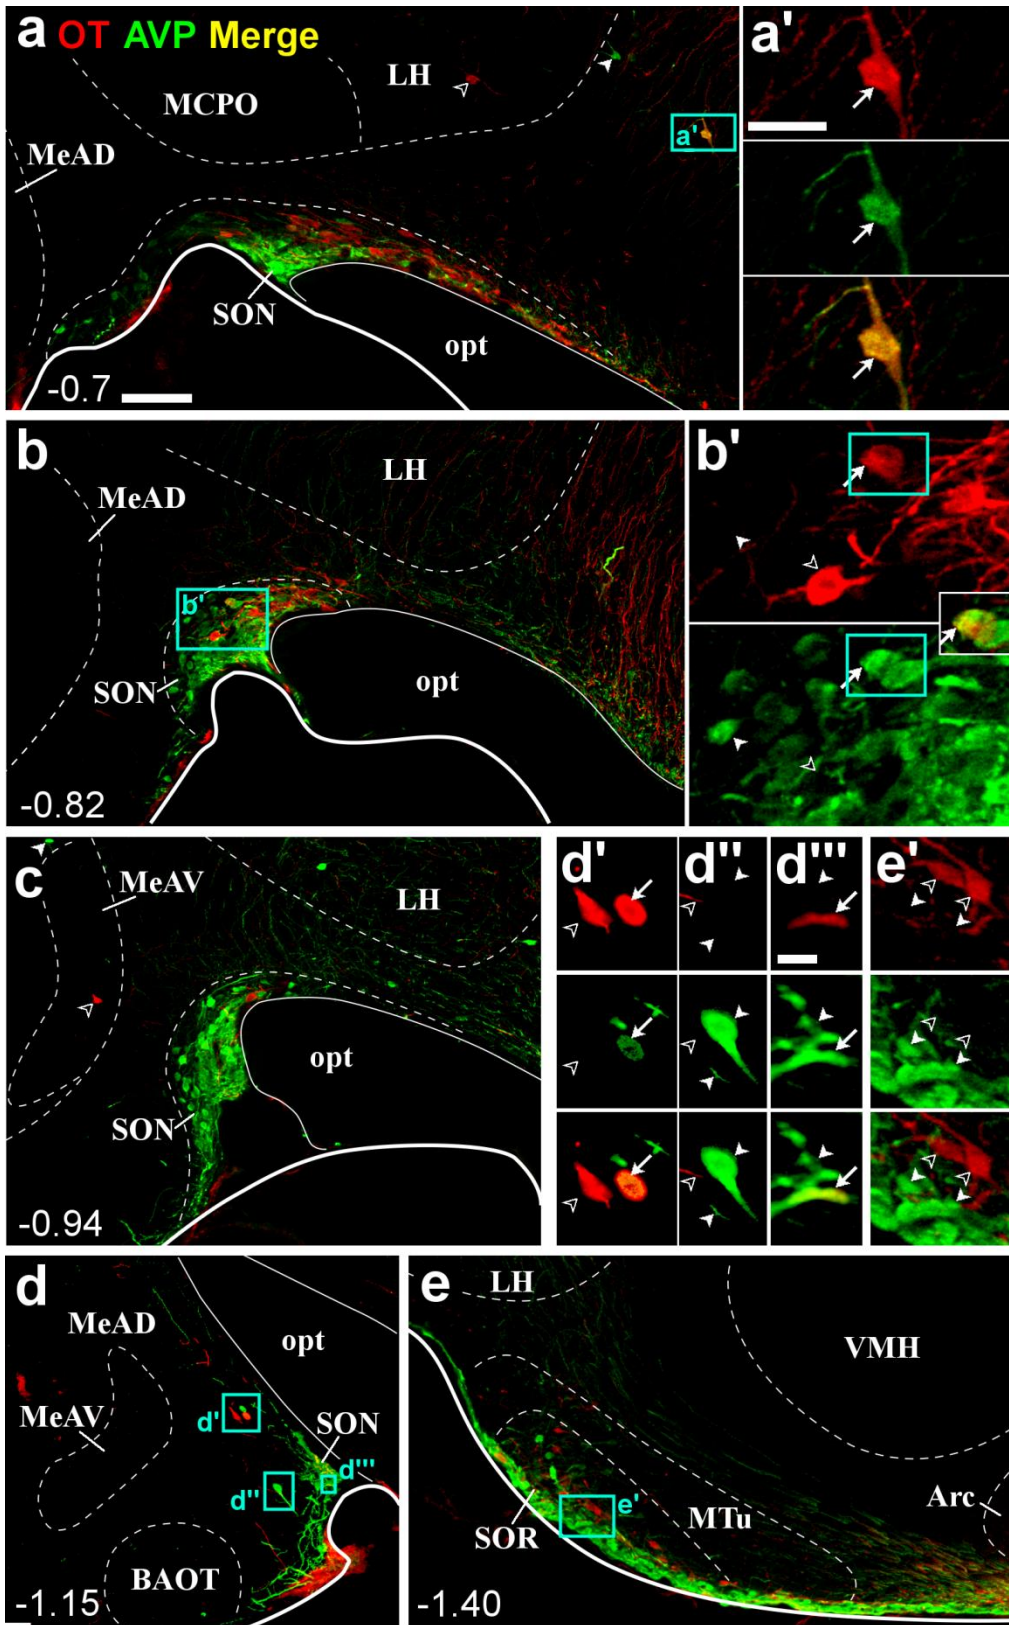 a OT AVP Merge
a'
LH
MCPO
a'
MeAD
SON
opt
-0.7
b
b'
LH
MeAD
b'
SON
opt
-0.82
c
d'
d''
d''''
e'
MeAV
LH
opt
SON
-0.94
d
e
LH
MeAD
opt
VMH
MeAV
d'
SON
d'''
d''
e'
Arc
SOR
MTu
BAOT
-1.15
-1.40